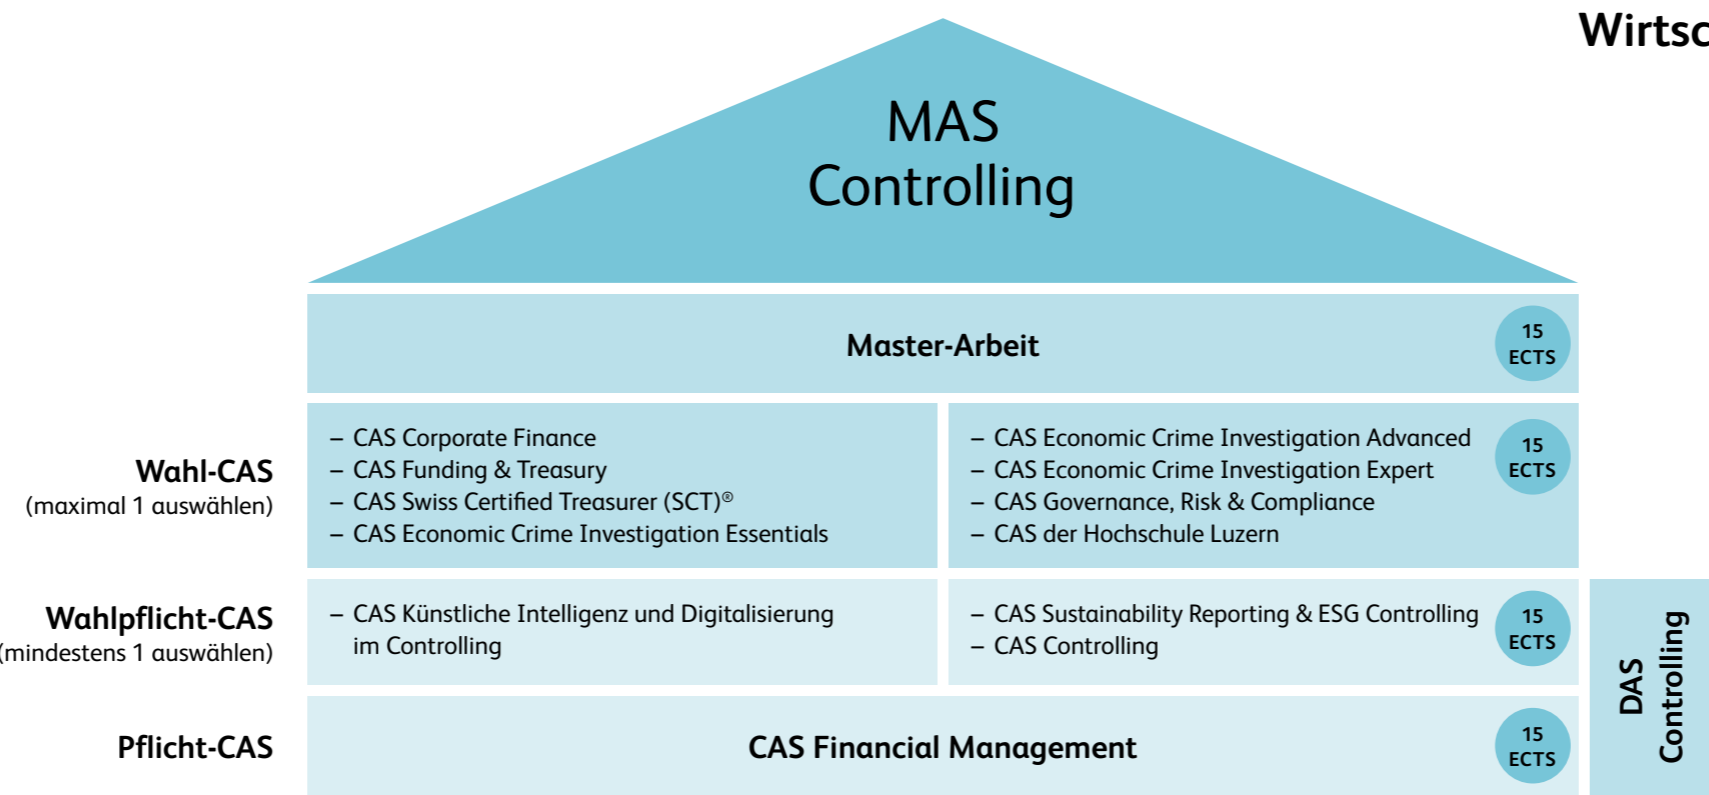 Wirtsc
MAS
Controlling
Master-Arbeit
15
ECTS
Wahl-CAS
(maximal 1 auswählen)
– CAS Corporate Finance
– CAS Funding & Treasury
– CAS Swiss Certified Treasurer (SCT)®
– CAS Economic Crime Investigation Essentials
– CAS Economic Crime Investigation Advanced
– CAS Economic Crime Investigation Expert
– CAS Governance, Risk & Compliance
– CAS der Hochschule Luzern
15
ECTS
Wahlpflicht-CAS
(mindestens 1 auswählen)
– CAS Künstliche Intelligenz und Digitalisierung
im Controlling
– CAS Sustainability Reporting & ESG Controlling
– CAS Controlling
15
ECTS
Pflicht-CAS
CAS Financial Management
15
ECTS
DAS
Controlling